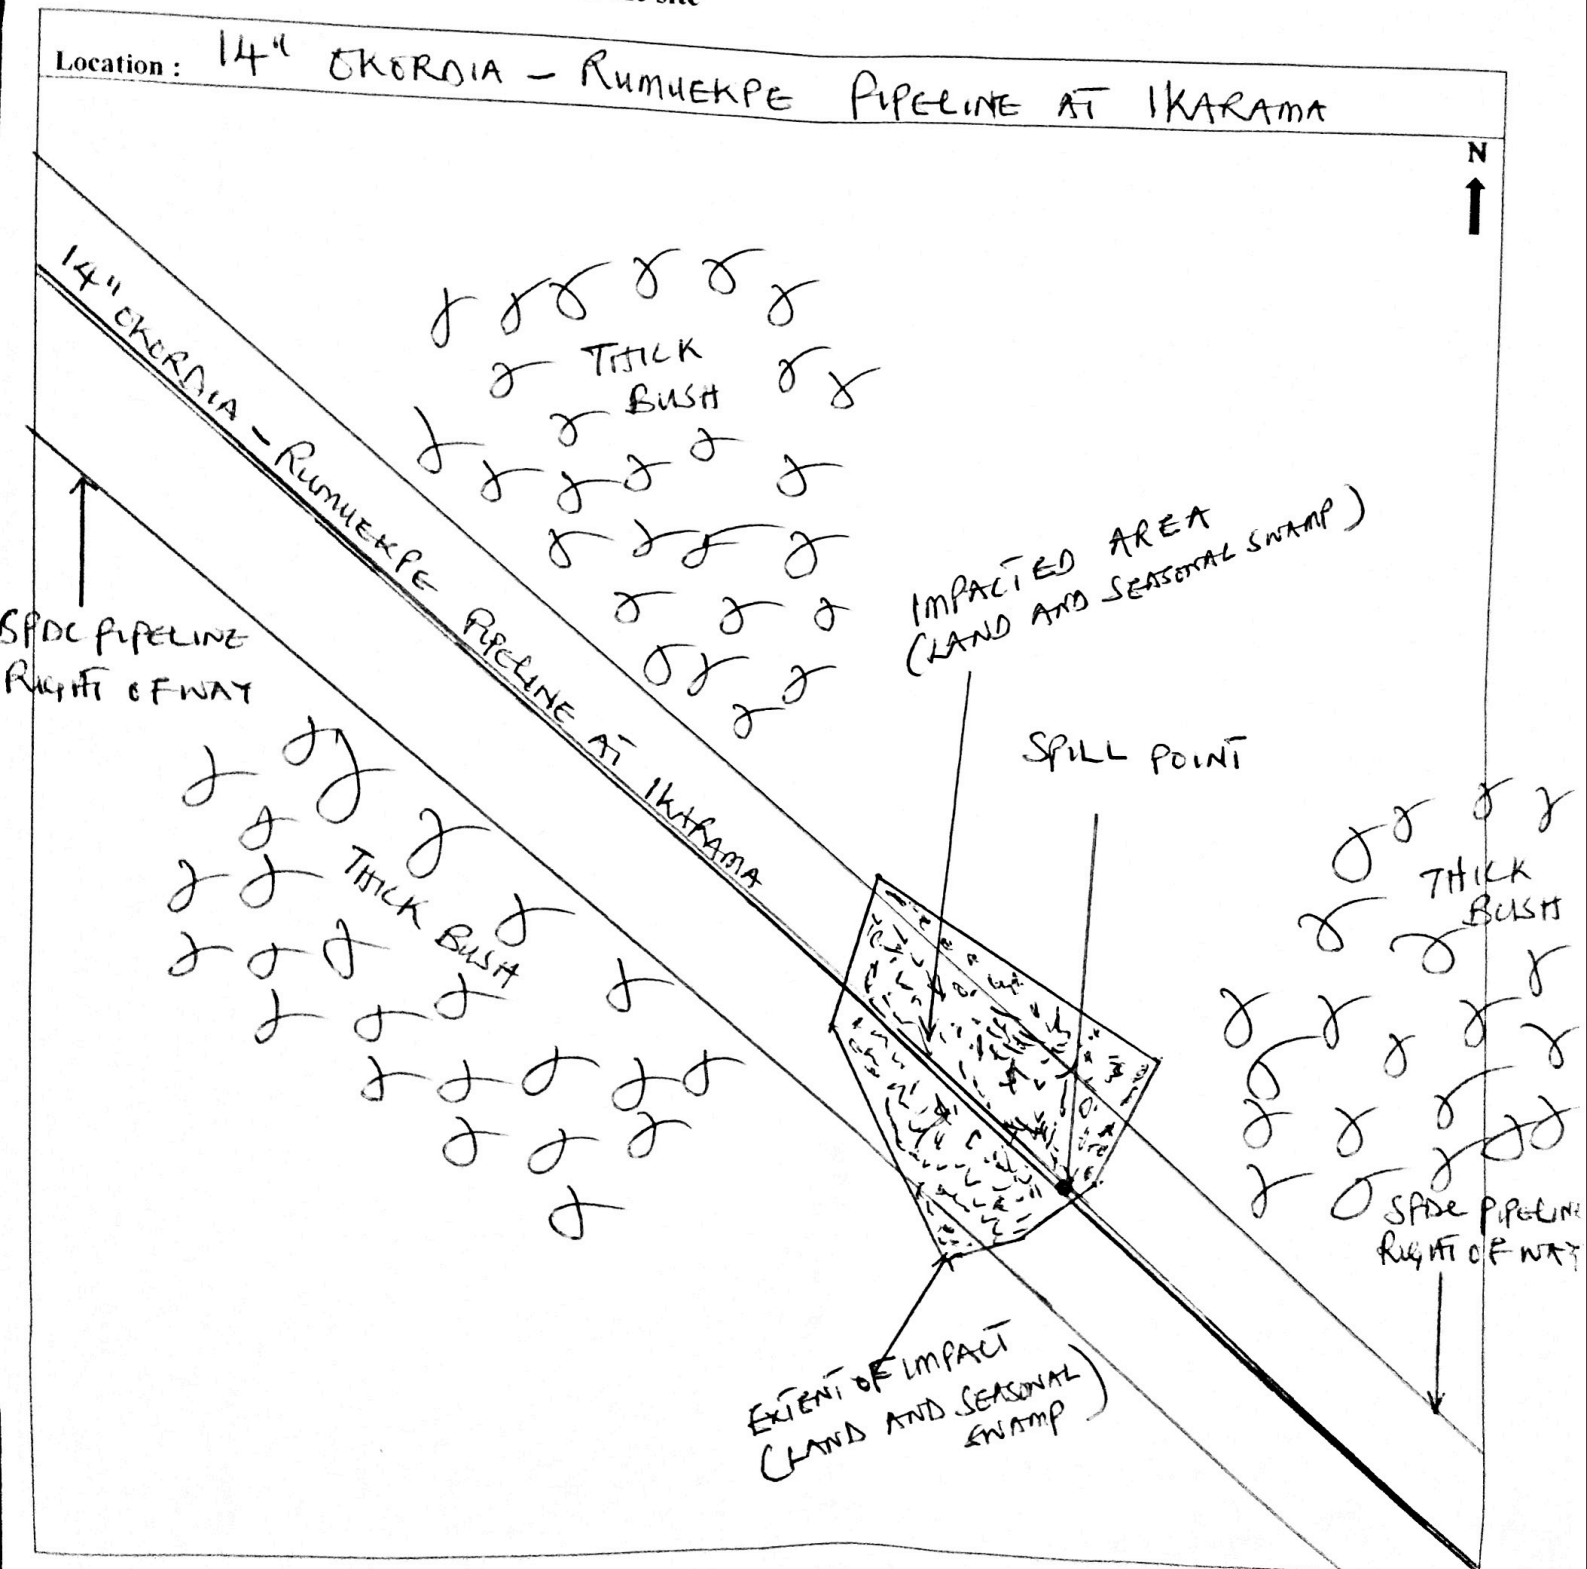 site
Location : 14" OKORDIA – RUMUEKPE PIPELINE AT IKARAMA
N
14" OKORDIA – RUMUEKPE PIPELINE AT IKARAMA
THICK
BUSH
IMPACTED AREA
(LAND AND SEASONAL SWAMP)
SPDC PIPELINE
RIGHT OF WAY
SPILL POINT
THICK BUSH
THICK
BUSH
SPDC PIPELINE
RIGHT OF WAY
EXTENT OF IMPACT
(LAND AND SEASONAL
SWAMP)